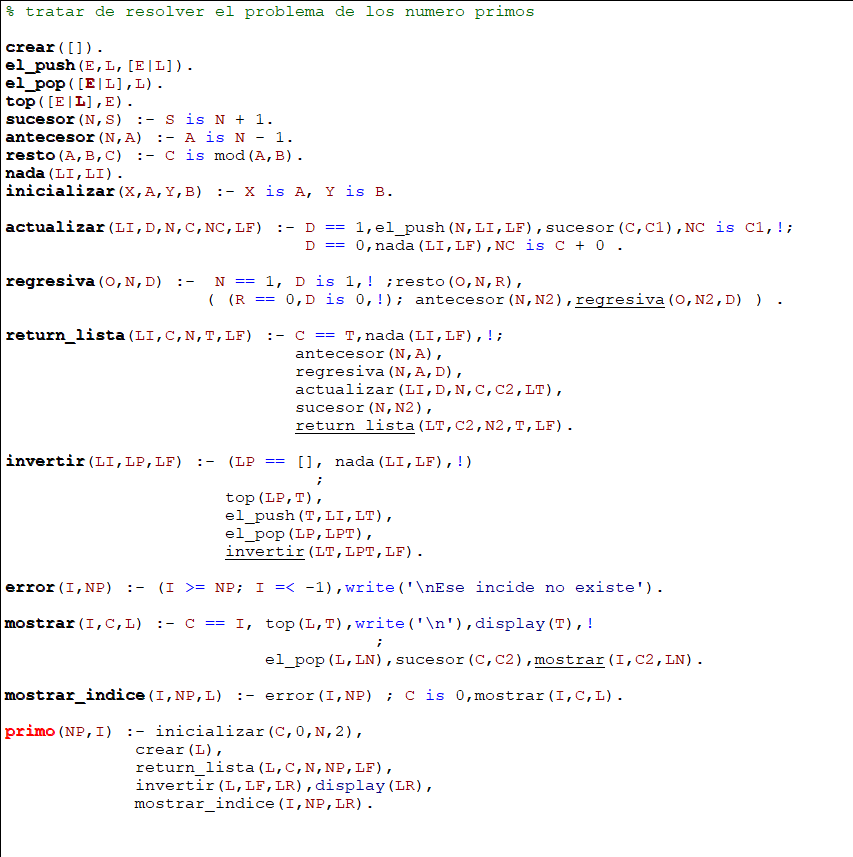 % tratar de resolver el problema de los numero primos
crear([]).
el_push(E,L,[E|L]).
el_pop([E|L],L).
top([E|L],E).
sucesor(N,S) :- S is N + 1.
antecesor(N,A) :- A is N - 1.
resto(A,B,C) :- C is mod(A,B).
nada(LI,LI).
inicializar(X,A,Y,B) :- X is A, Y is B.
actualizar(LI,D,N,C,NC,LF) :- D == 1,el_push(N,LI,LF),sucesor(C,C1),NC is C1,!;
D == 0,nada(LI,LF),NC is C + 0 .
regresiva(O,N,D) :-  N == 1, D is 1,! ;resto(O,N,R),
( (R == 0,D is 0,!); antecesor(N,N2),regresiva(O,N2,D) ) .
return_lista(LI,C,N,T,LF) :- C == T,nada(LI,LF),!;
antecesor(N,A),
regresiva(N,A,D),
actualizar(LI,D,N,C,C2,LT),
sucesor(N,N2),
return_lista(LT,C2,N2,T,LF).
invertir(LI,LP,LF) :- (LP == [], nada(LI,LF),!)
;
top(LP,T),
el_push(T,LI,LT),
el_pop(LP,LPT),
invertir(LT,LPT,LF).
error(I,NP) :- (I >= NP; I =< -1),write('\nEse incide no existe').
mostrar(I,C,L) :- C == I, top(L,T),write('\n'),display(T),!
;
el_pop(L,LN),sucesor(C,C2),mostrar(I,C2,LN).
mostrar_indice(I,NP,L) :- error(I,NP) ; C is 0,mostrar(I,C,L).
primo(NP,I) :- inicializar(C,0,N,2),
crear(L),
return_lista(L,C,N,NP,LF),
invertir(L,LF,LR),display(LR),
mostrar_indice(I,NP,LR).